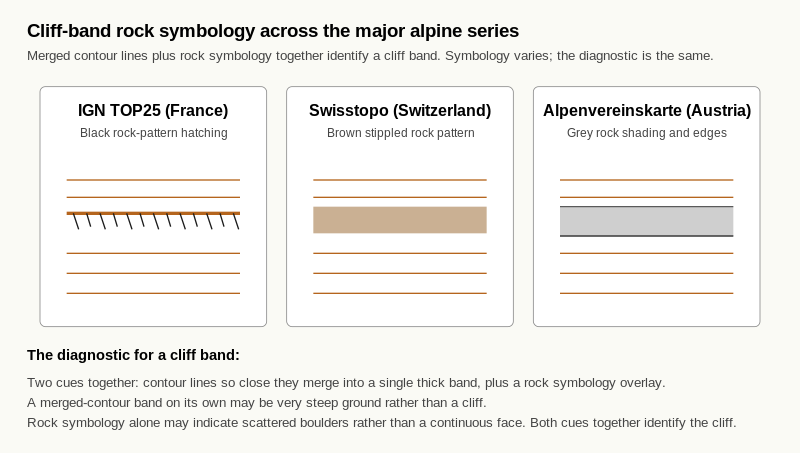 Cliff-band rock symbology across the major alpine series
Merged contour lines plus rock symbology together identify a cliff band. Symbology varies; the diagnostic is the same.
IGN TOP25 (France)
Black rock-pattern hatching
Swisstopo (Switzerland)
Brown stippled rock pattern
Alpenvereinskarte (Austria)
Grey rock shading and edges
The diagnostic for a cliff band:
Two cues together: contour lines so close they merge into a single thick band, plus a rock symbology overlay.
A merged-contour band on its own may be very steep ground rather than a cliff.
Rock symbology alone may indicate scattered boulders rather than a continuous face. Both cues together identify the cliff.